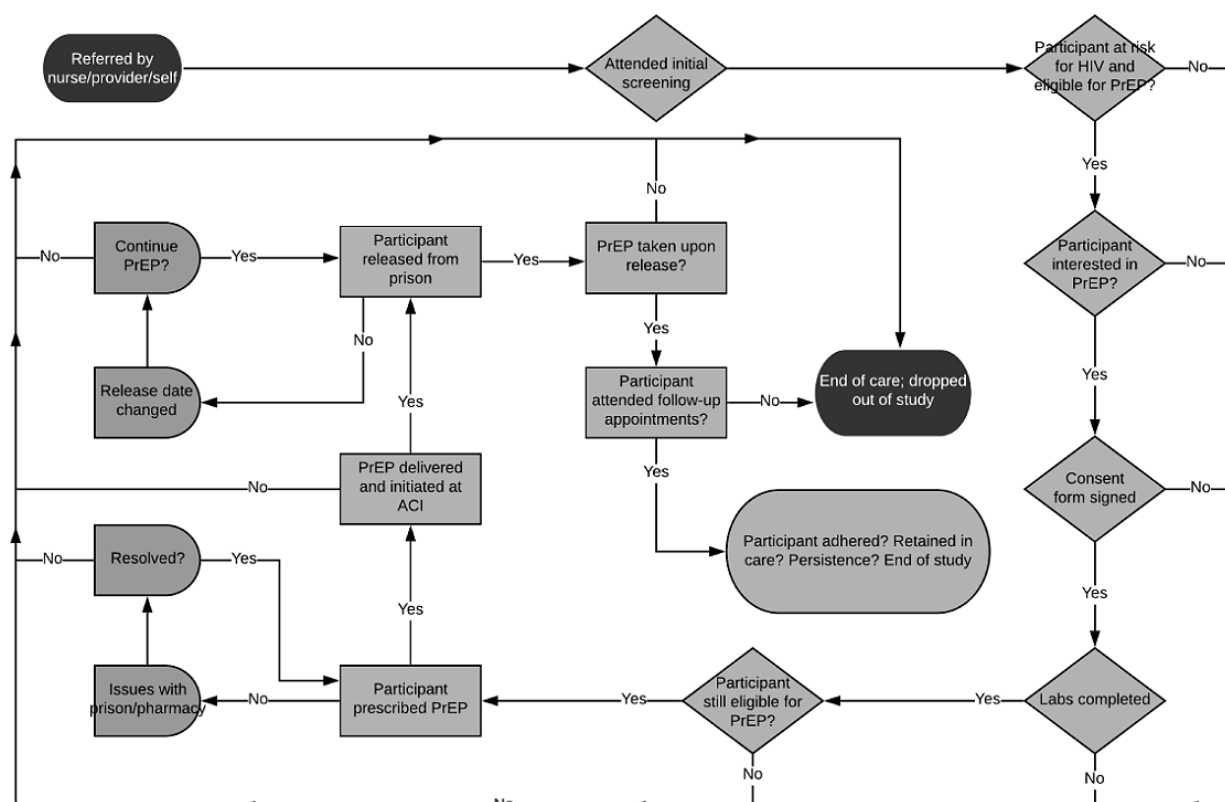 Referred by
nurse/provider/self
Attended initial
screening
Participant at risk
for HIV and
eligible for PrEP?
No
Yes
No
Continue
PrEP?
No
Yes
Participant
released from
prison
Yes
PrEP taken upon
release?
Participant
interested in
PrEP?
No
No
Yes
Release date
changed
Yes
Participant
attended follow-up
appointments?
No
End of care; dropped
out of study
Yes
PrEP delivered
and initiated at
ACI
No
Yes
Consent
form signed
No
Resolved?
No
Yes
Participant adhered? Retained in
care? Persistence? End of study
Yes
Yes
Issues with
prison/pharmacy
No
Participant
prescribed PrEP
Yes
Participant
still eligible for
PrEP?
Yes
Labs completed
No
No